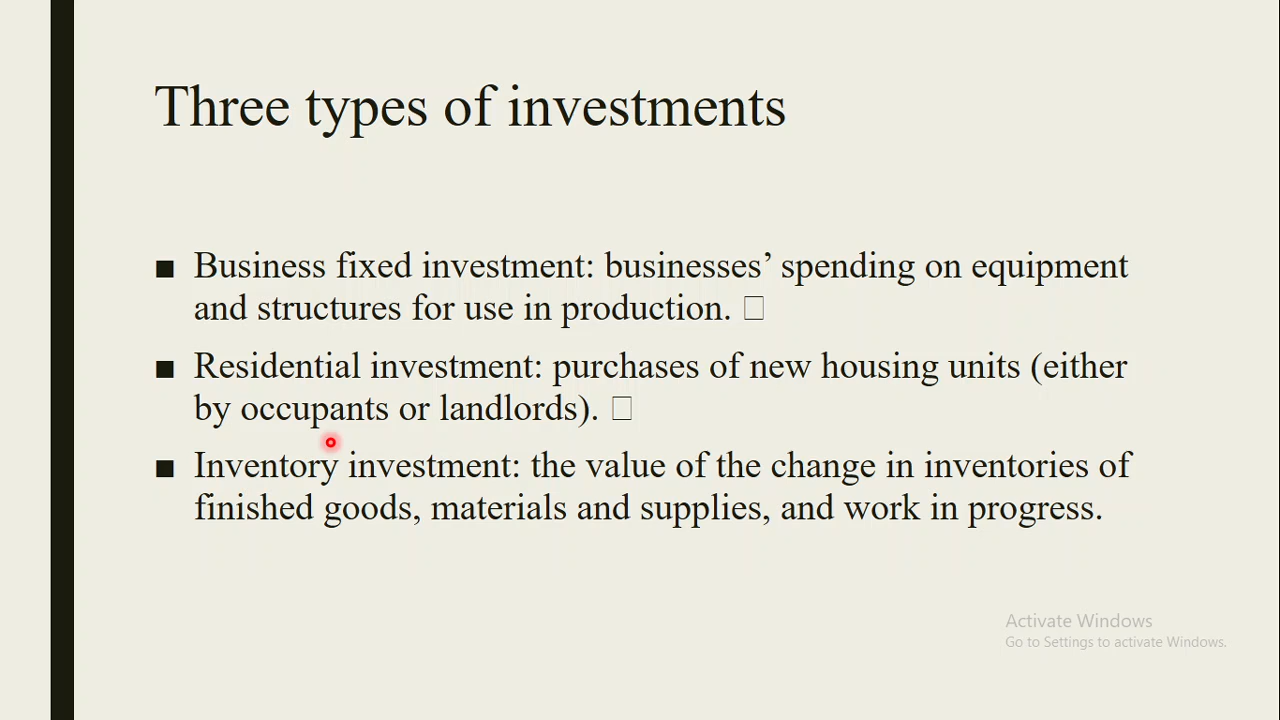 Three types of investments
■ Business fixed investment: businesses’ spending on equipment
and structures for use in production. □
■ Residential investment: purchases of new housing units (either
by occupants or landlords). □
■ Inventory investment: the value of the change in inventories of
finished goods, materials and supplies, and work in progress.
Activate Windows
Go to Settings to activate Windows.